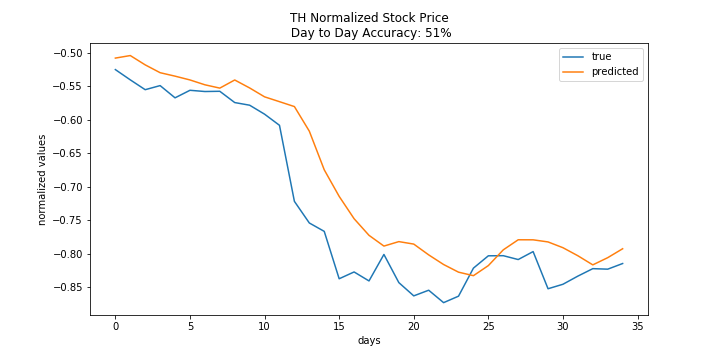 TH Normalized Stock Price
Day to Day Accuracy: 51%
true
predicted
normalized values
−0.50
−0.55
−0.60
−0.65
−0.70
−0.75
−0.80
−0.85
0
5
10
15
20
25
30
35
days